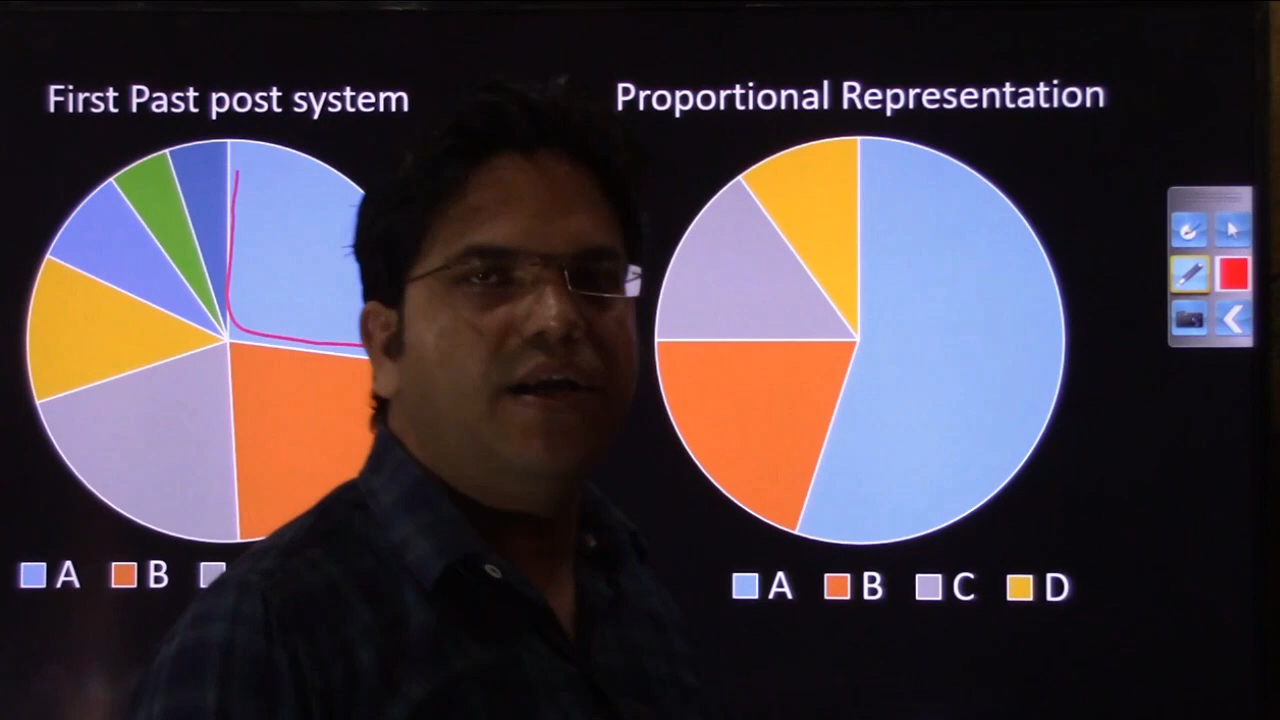 First Past post system
Proportional Representation
A B
A B C D